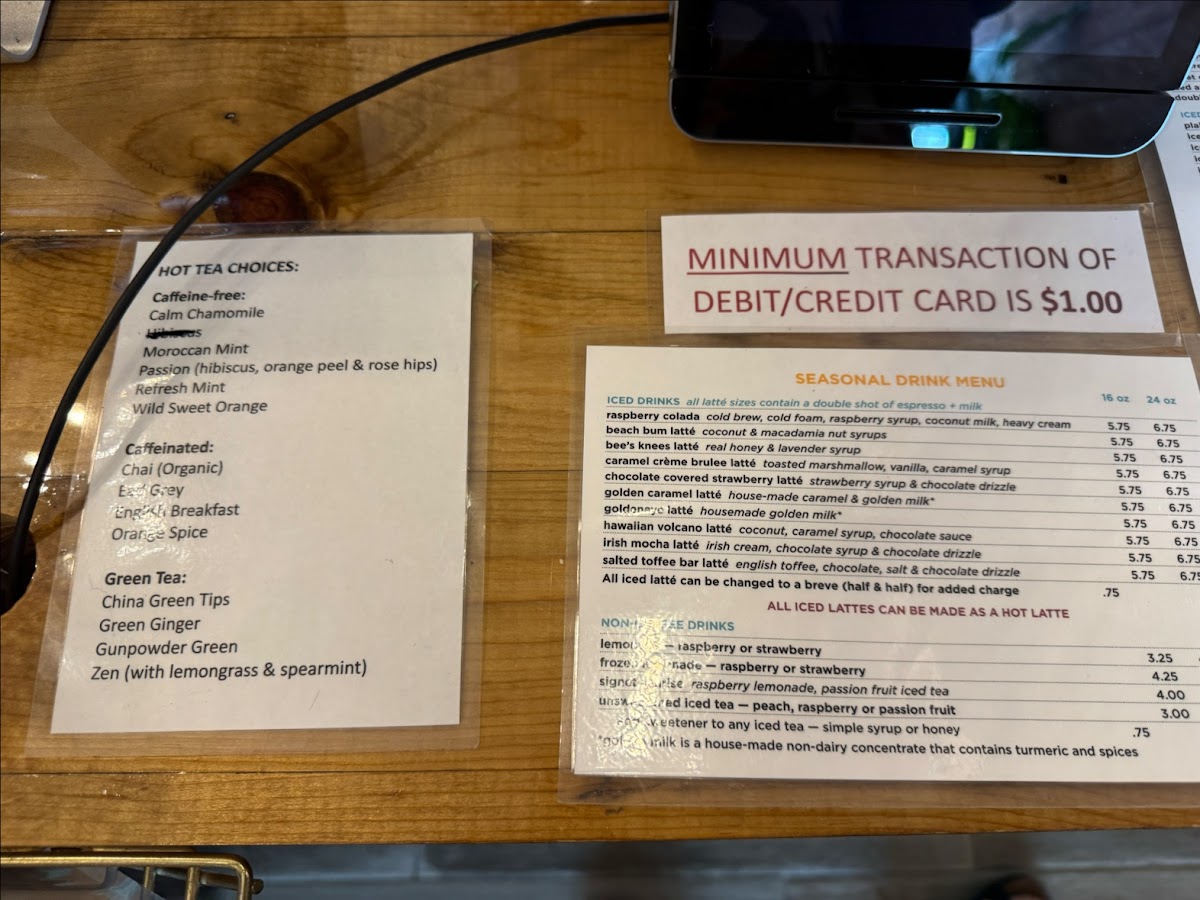 HOT TEA CHOICES:
Caffeine-free:
Calm Chamomile
Hibiscus
Moroccan Mint
Passion (hibiscus, orange peel & rose hips)
Refresh Mint
Wild Sweet Orange
Caffeinated:
Chai (Organic)
Earl Grey
English Breakfast
Orange Spice
Green Tea:
China Green Tips
Green Ginger
Gunpowder Green
Zen (with lemongrass & spearmint)
MINIMUM TRANSACTION OF
DEBIT/CREDIT CARD IS $1.00
SEASONAL DRINK MENU
ICED DRINKS all latté sizes contain a double shot of espresso + milk 16 oz 24 oz
raspberry colada cold brew, cold foam, raspberry syrup, coconut milk, heavy cream 5.75 6.75
beach bum latté coconut & macadamia nut syrups 5.75 6.75
bee's knees latté real honey & lavender syrup 5.75 6.75
caramel crème brulee latté toasted marshmallow, vanilla, caramel syrup 5.75 6.75
chocolate covered strawberry latté strawberry syrup & chocolate drizzle 5.75 6.75
golden caramel latté house-made caramel & golden milk* 5.75 6.75
latté housemade golden milk* 5.75 6.75
hawaiian volcano latté coconut, caramel syrup, chocolate sauce 5.75 6.75
irish mocha latté irish cream, chocolate syrup & chocolate drizzle 5.75 6.75
salted toffee bar latté english toffee, chocolate, salt & chocolate drizzle 5.75 6.75
All iced latté can be changed to a breve (half & half) for added charge .75
ALL ICED LATTES CAN BE MADE AS A HOT LATTE
DRINKS
— raspberry or strawberry 3.25
— raspberry or strawberry 4.25
raspberry lemonade, passion fruit iced tea 4.00
iced tea — peach, raspberry or passion fruit 3.00
sweetener to any iced tea — simple syrup or honey .75
milk is a house-made non-dairy concentrate that contains turmeric and spices